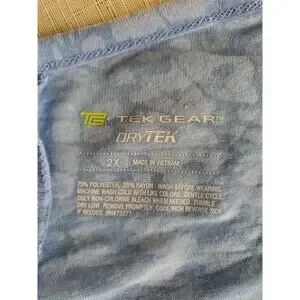 TEK GEAR™
DRYTEK
2X MADE IN VIETNAM
75% POLYESTER, 25% RAYON WASH BEFORE WEARING.
MACHINE WASH COLD WITH LIKE COLORS, GENTLE CYCLE.
ONLY NON-CHLORINE BLEACH WHEN NEEDED. TUMBLE
DRY LOW. REMOVE PROMPTLY. COOL IRON REVERSE SIDE
IF NEEDED.